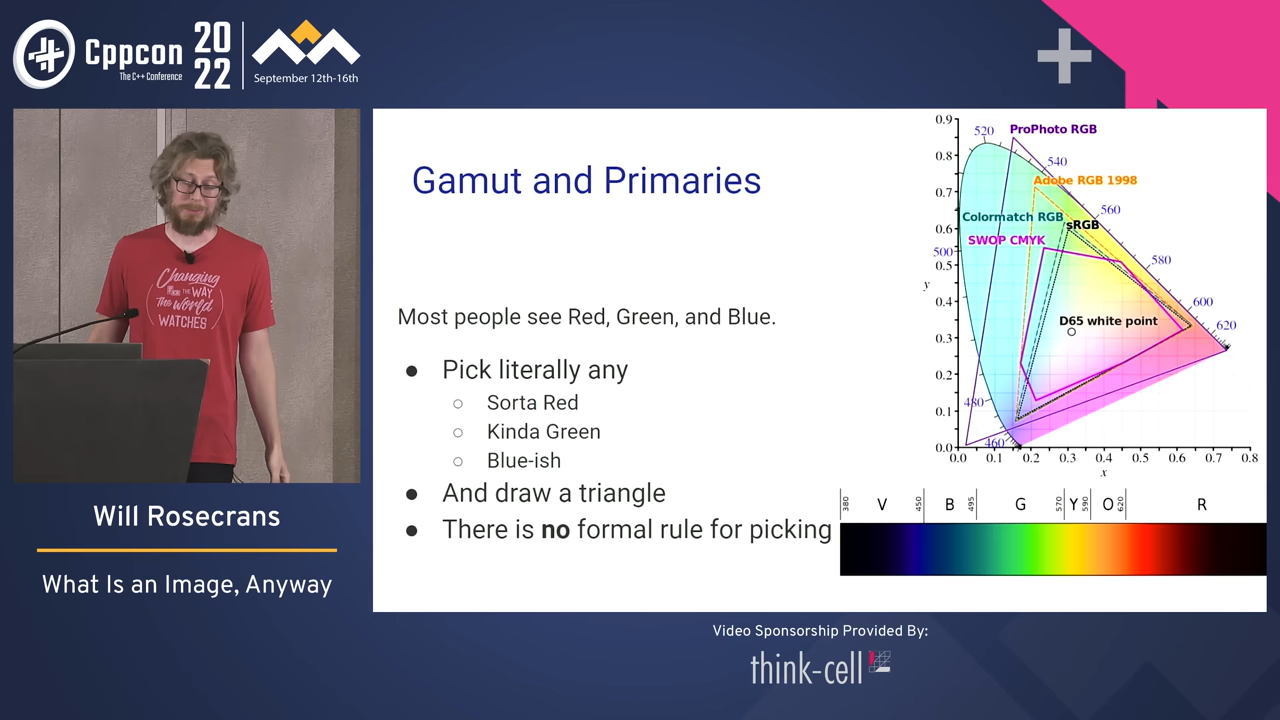 Cppcon
The C++ Conference
20
22
September 12th-16th
Changing
THE WAY
The World
WATCHES
Will Rosecrans
What Is an Image, Anyway
Gamut and Primaries
Most people see Red, Green, and Blue.
● Pick literally any
○ Sorta Red
○ Kinda Green
○ Blue-ish
● And draw a triangle
● There is no formal rule for picking
0.9
0.8
0.7
0.6
0.5
0.4
0.3
0.2
0.1
0.0
y
520
ProPhoto RGB
540
Adobe RGB 1998
560
Colormatch RGB
sRGB
SWOP CMYK
500
580
600
D65 white point
620
480
460
0.0 0.1 0.2 0.3 0.4 0.5 0.6 0.7 0.8
x
380 V 450 B 495 G 570 Y 590 O 620 R
Video Sponsorship Provided By:
think-cell